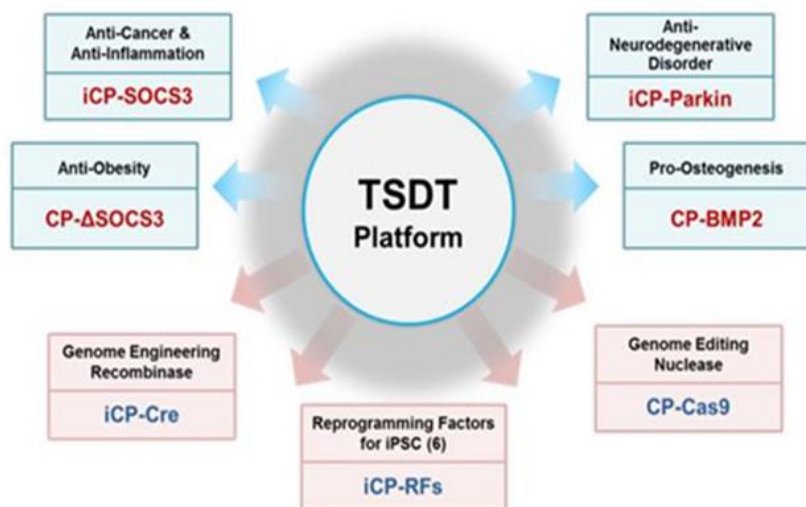 Anti-Cancer &
Anti-Inflammation
iCP-SOCS3
Anti-
Neurodegenerative
Disorder
iCP-Parkin
Anti-Obesity
CP-ΔSOCS3
TSDT
Platform
Pro-Osteogenesis
CP-BMP2
Genome Engineering
Recombinase
iCP-Cre
Reprogramming Factors
for iPSC (6)
iCP-RFs
Genome Editing
Nuclease
CP-Cas9